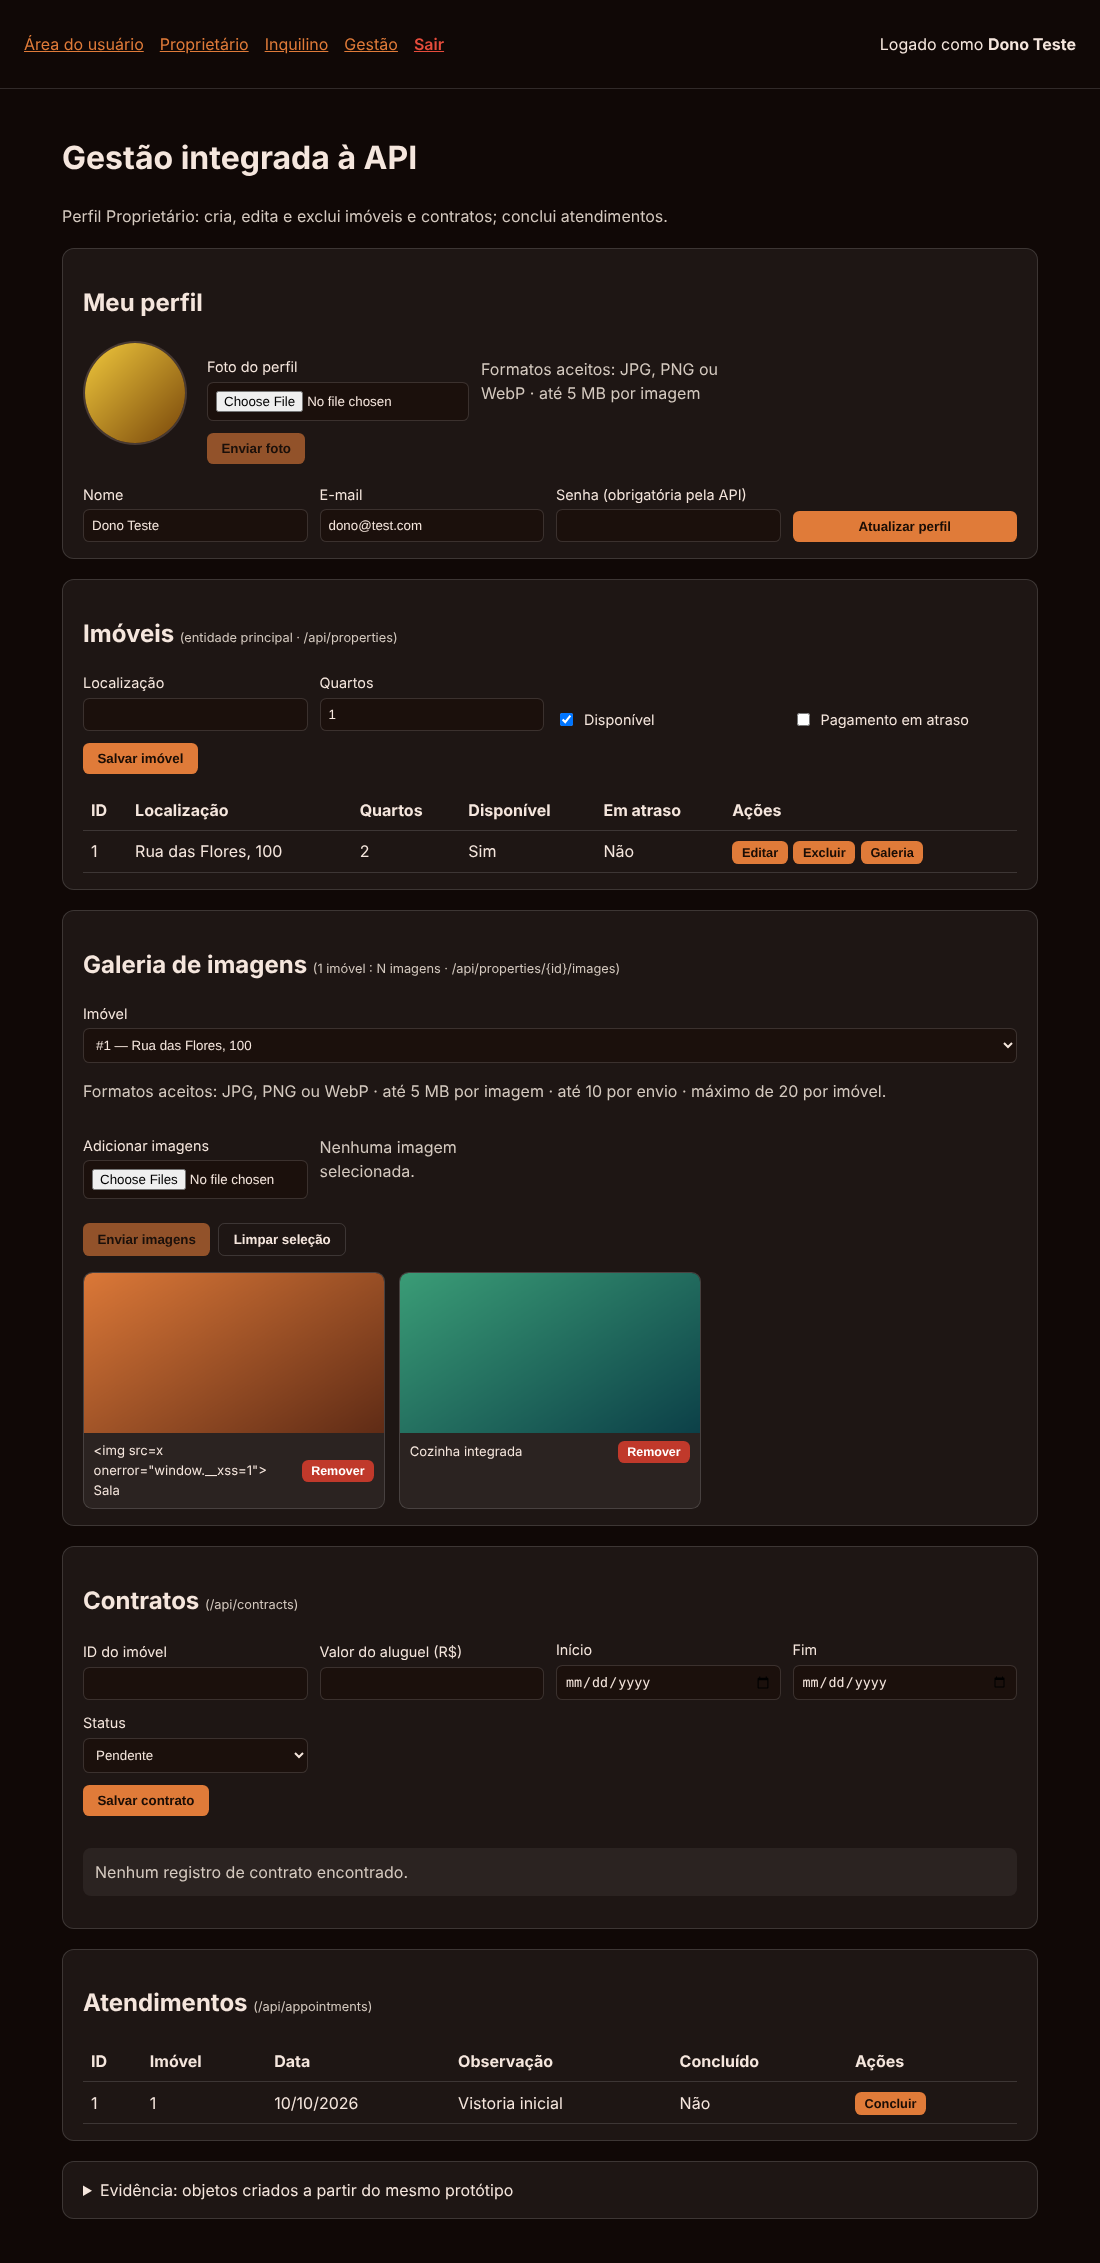 Área do usuário Proprietário Inquilino Gestão Sair Logado como Dono Teste
Gestão integrada à API
Perfil Proprietário: cria, edita e exclui imóveis e contratos; conclui atendimentos.
Meu perfil
Foto do perfil
Choose File No file chosen
Formatos aceitos: JPG, PNG ou
WebP · até 5 MB por imagem
Enviar foto
Nome E-mail Senha (obrigatória pela API)
Dono Teste dono@test.com Atualizar perfil
Imóveis (entidade principal · /api/properties)
Localização Quartos
1 Disponível Pagamento em atraso
Salvar imóvel
ID Localização Quartos Disponível Em atraso Ações
1 Rua das Flores, 100 2 Sim Não Editar Excluir Galeria
Galeria de imagens (1 imóvel : N imagens · /api/properties/{id}/images)
Imóvel
#1 — Rua das Flores, 100
Formatos aceitos: JPG, PNG ou WebP · até 5 MB por imagem · até 10 por envio · máximo de 20 por imóvel.
Adicionar imagens
Choose Files No file chosen
Nenhuma imagem
selecionada.
Enviar imagens Limpar seleção
<img src=x
onerror="window.__xss=1">
Sala
Remover
Cozinha integrada Remover
Contratos (/api/contracts)
ID do imóvel Valor do aluguel (R$) Início Fim
mm/dd/yyyy mm/dd/yyyy
Status
Pendente
Salvar contrato
Nenhum registro de contrato encontrado.
Atendimentos (/api/appointments)
ID Imóvel Data Observação Concluído Ações
1 1 10/10/2026 Vistoria inicial Não Concluir
Evidência: objetos criados a partir do mesmo protótipo